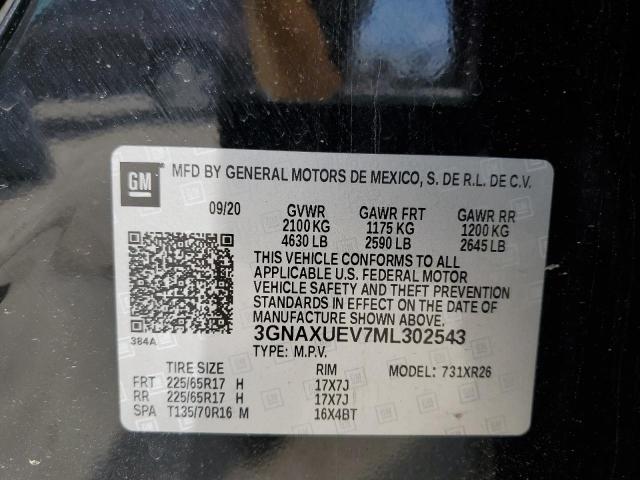 GM
MFD BY GENERAL MOTORS DE MEXICO, S. DE R.L. DE C.V.
09/20 GVWR GAWR FRT GAWR RR
2100 KG 1175 KG 1200 KG
4630 LB 2590 LB 2645 LB
THIS VEHICLE CONFORMS TO ALL
APPLICABLE U.S. FEDERAL MOTOR
VEHICLE SAFETY AND THEFT PREVENTION
STANDARDS IN EFFECT ON THE DATE OF
MANUFACTURE SHOWN ABOVE.
384A
3GNAXUEV7ML302543
TYPE: M.P.V.
TIRE SIZE RIM MODEL: 731XR26
FRT 225/65R17 H 17X7J
RR 225/65R17 H 17X7J
SPA T135/70R16 M 16X4BT